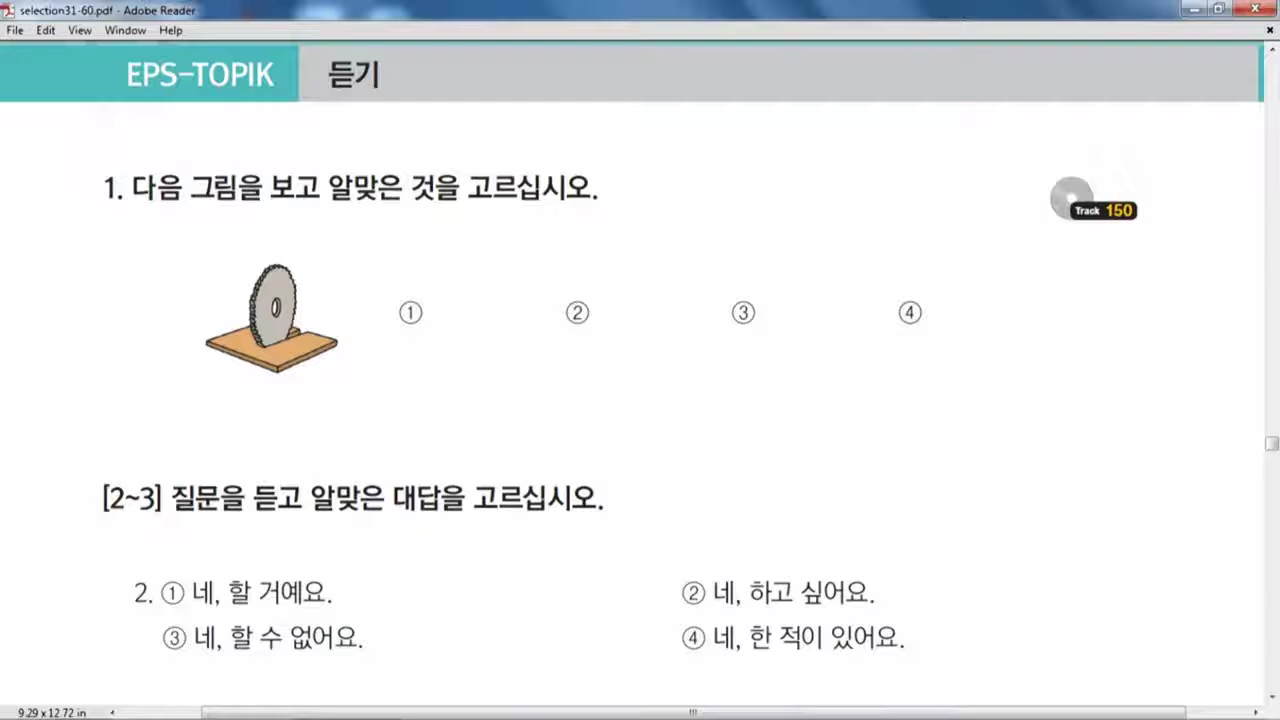 selection31-60.pdf - Adobe Reader
File Edit View Window Help
EPS-TOPIK 듣기
1. 다음 그림을 보고 알맞은 것을 고르십시오.
Track 150
① ② ③ ④
[2~3] 질문을 듣고 알맞은 대답을 고르십시오.
2. ① 네, 할 거예요. ② 네, 하고 싶어요.
③ 네, 할 수 없어요. ④ 네, 한 적이 있어요.
9.29 x 12.72 in